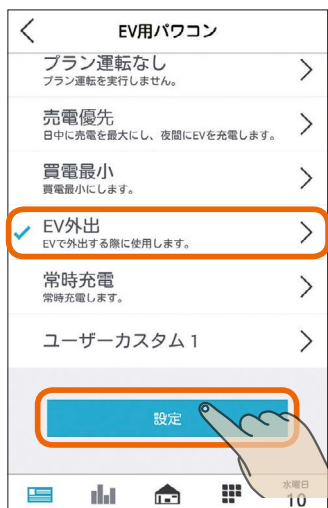 EV用パワコン
プラン運転なし
プラン運転を実行しません。
売電優先
日中に売電を最大にし、夜間にEVを充電します。
買電最小
買電最小にします。
EV外出
EVで外出する際に使用します。
常時充電
常時充電します。
ユーザーカスタム1
設定
水曜日
10